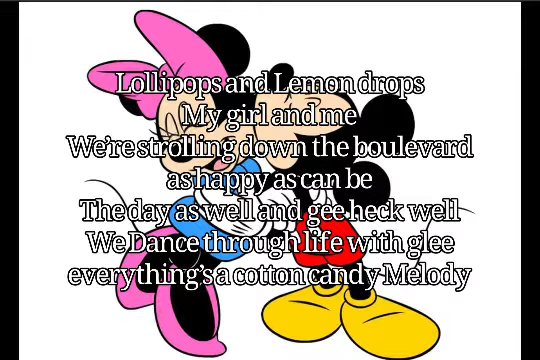 Lollipops and Lemon drops
My girl and me
We're strolling down the boulevard
as happy as can be
The day as well and gee heck well
We Dance through life with glee
everything's a cotton candy Melody